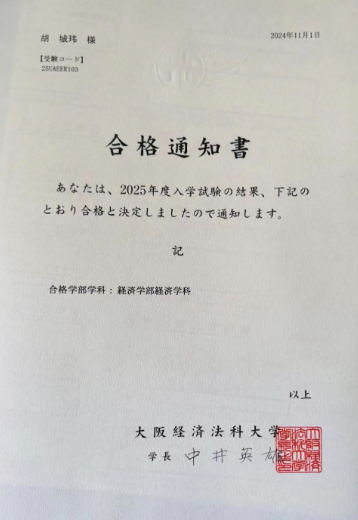 2024年11月1日
胡 城玮 様
【受験コード】
25UAEER103
合格通知書
あなたは、2025年度入学試験の結果、下記の
とおり合格と決定しましたので通知します。
記
合格学部学科：経済学部経済学科
以上
大阪経済法科大学
学長 中井英雄